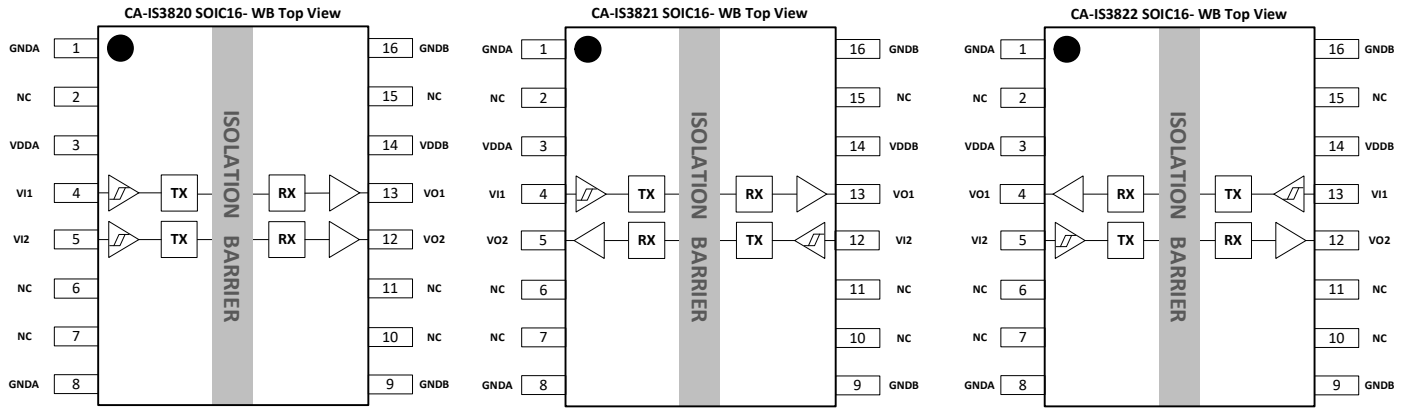 CA-IS3820 SOIC16- WB Top View
GNDA 1 16 GNDB
NC 2 15 NC
VDDA 3 14 VDDB
VI1 4 TX RX 13 VO1
VI2 5 TX RX 12 VO2
NC 6 11 NC
NC 7 10 NC
GNDA 8 9 GNDB
ISOLATION BARRIER
CA-IS3821 SOIC16- WB Top View
GNDA 1 16 GNDB
NC 2 15 NC
VDDA 3 14 VDDB
VI1 4 TX RX 13 VO1
VO2 5 RX TX 12 VI2
NC 6 11 NC
NC 7 10 NC
GNDA 8 9 GNDB
ISOLATION BARRIER
CA-IS3822 SOIC16- WB Top View
GNDA 1 16 GNDB
NC 2 15 NC
VDDA 3 14 VDDB
VO1 4 RX TX 13 VI1
VI2 5 TX RX 12 VO2
NC 6 11 NC
NC 7 10 NC
GNDA 8 9 GNDB
ISOLATION BARRIER